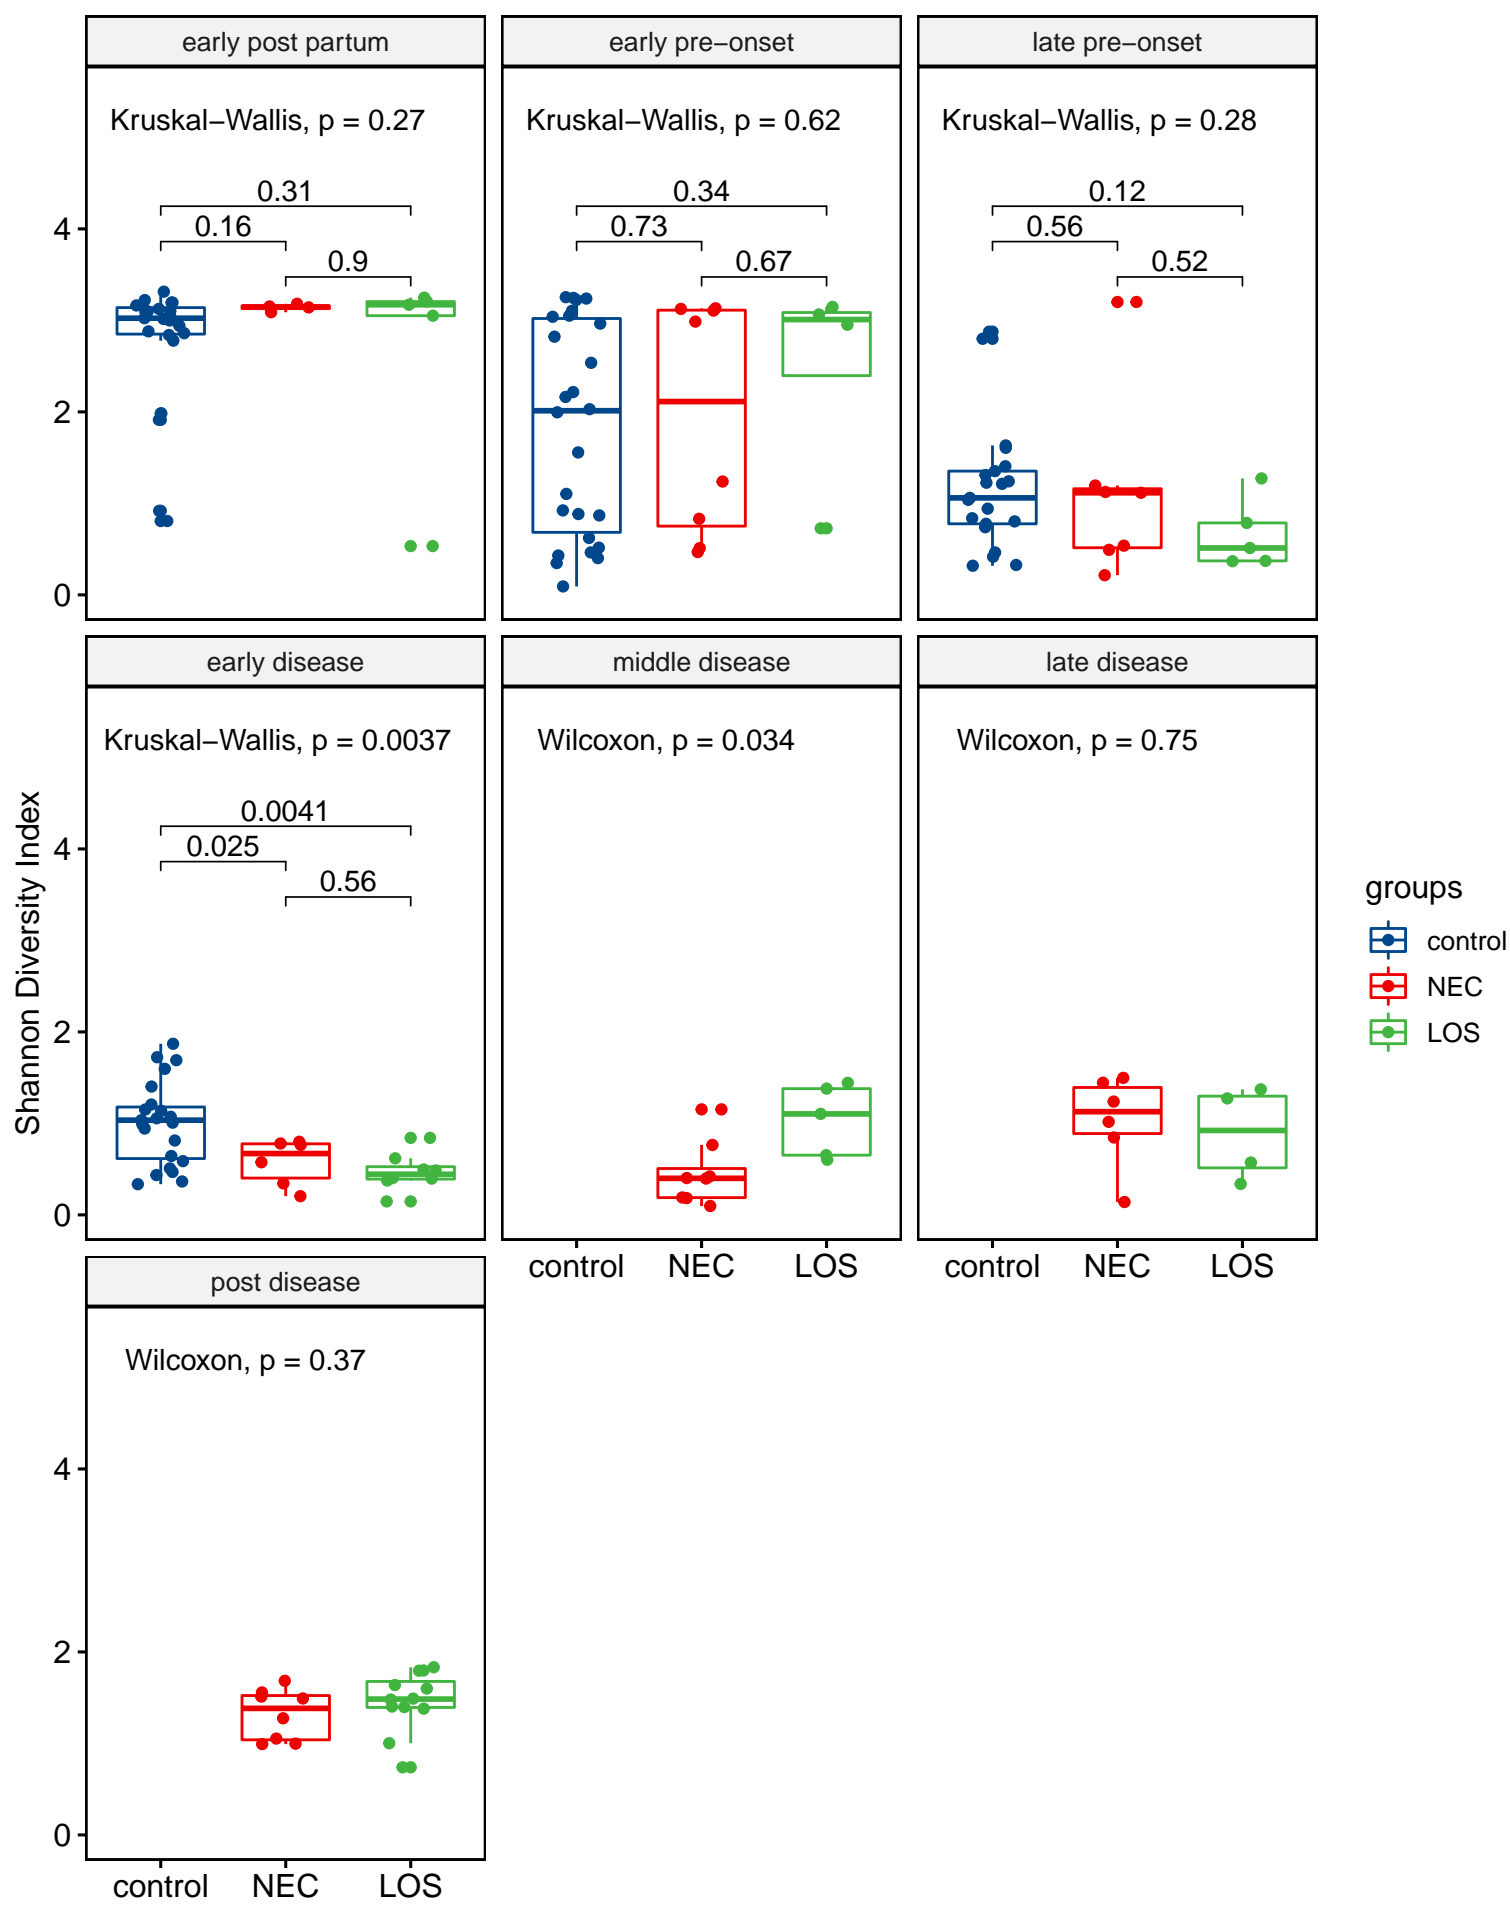 early post partum
early pre−onset
late pre−onset
Kruskal−Wallis, p = 0.27
Kruskal−Wallis, p = 0.62
Kruskal−Wallis, p = 0.28
0.31
0.16
0.9
0.34
0.73
0.67
0.12
0.56
0.52
4
2
0
early disease
middle disease
late disease
Kruskal−Wallis, p = 0.0037
Wilcoxon, p = 0.034
Wilcoxon, p = 0.75
0.0041
0.025
0.56
4
2
0
Shannon Diversity Index
control NEC LOS
control NEC LOS
groups
control
NEC
LOS
post disease
Wilcoxon, p = 0.37
4
2
0
control NEC LOS